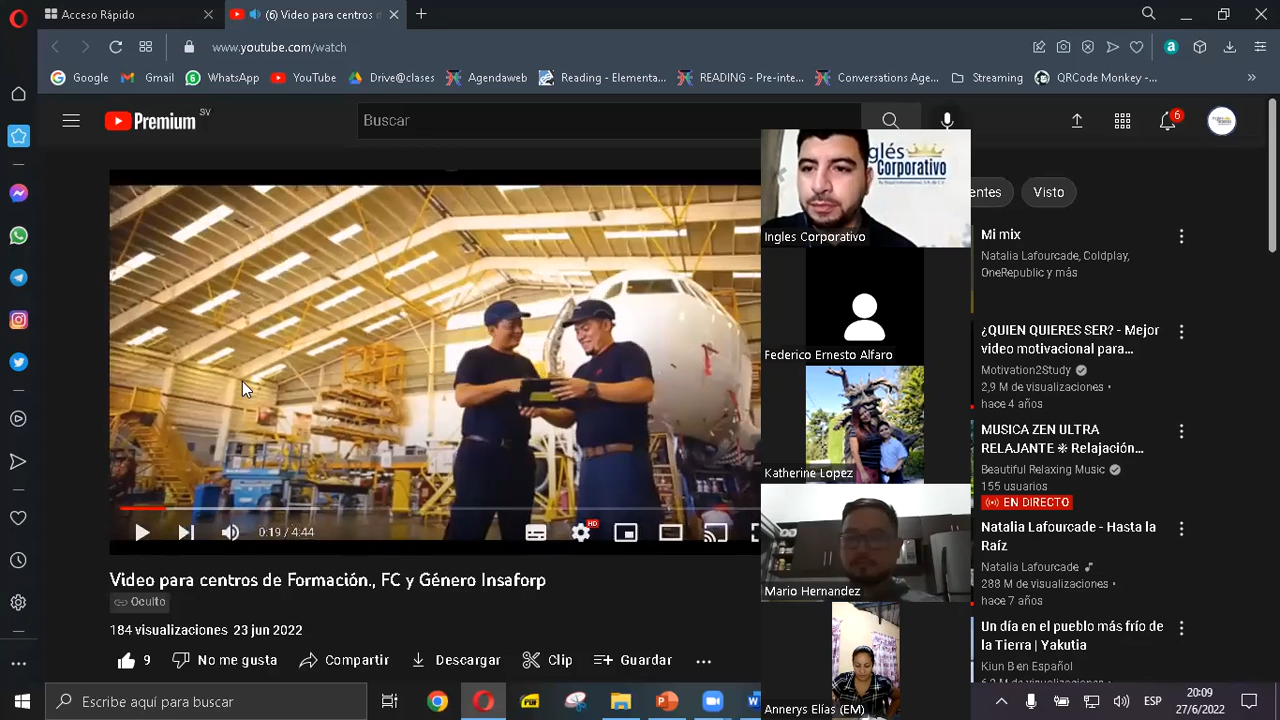 Acceso Rápido
(6) Video para centros d
www.youtube.com/watch
Google
Gmail
WhatsApp
YouTube
Drive@clases
Agendaweb
Reading - Elementa...
READING - Pre-inte...
Conversations Age...
Streaming
QRCode Monkey -...
Premium SV
Buscar
6
glés
Corporativo
entes
Visto
Ingles Corporativo
Federico Ernesto Alfaro
Katherine Lopez
Mario Hernandez
Annerys Elías (EM)
Mi mix
Natalia Lafourcade, Coldplay,
OneRepublic y más
¿QUIEN QUIERES SER? - Mejor
video motivacional para...
Motivation2Study
2,9 M de visualizaciones •
hace 4 años
MUSICA ZEN ULTRA
RELAJANTE ※ Relajación...
Beautiful Relaxing Music
155 usuarios
EN DIRECTO
Natalia Lafourcade - Hasta la
Raíz
Natalia Lafourcade
288 M de visualizaciones •
hace 7 años
Un día en el pueblo más frío de
la Tierra | Yakutia
Kiun B en Español
0:19 / 4:44
HD
Video para centros de Formación., FC y Género Insaforp
Oculto
184 visualizaciones 23 jun 2022
9
No me gusta
Compartir
Descargar
Clip
Guardar
Escribe aquí para buscar
ESP
20:09
27/6/2022